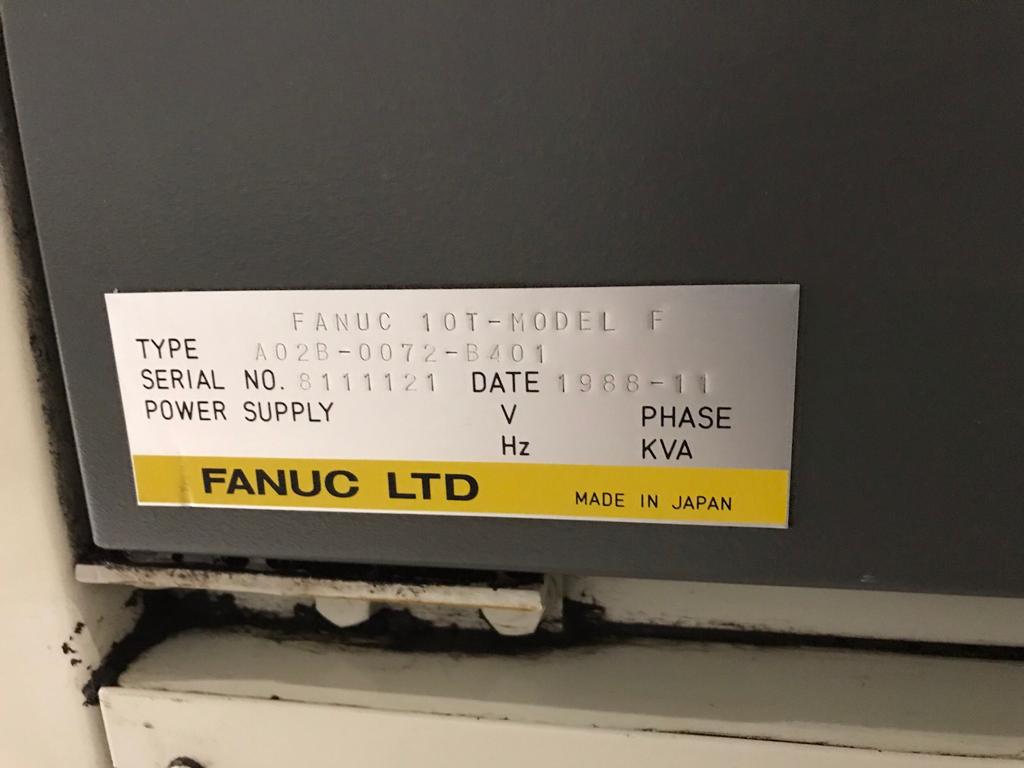 FANUC 10T-MODEL F
TYPE A02B-0072-B401
SERIAL NO. 8111121 DATE 1988-11
POWER SUPPLY V PHASE
Hz KVA
FANUC LTD MADE IN JAPAN